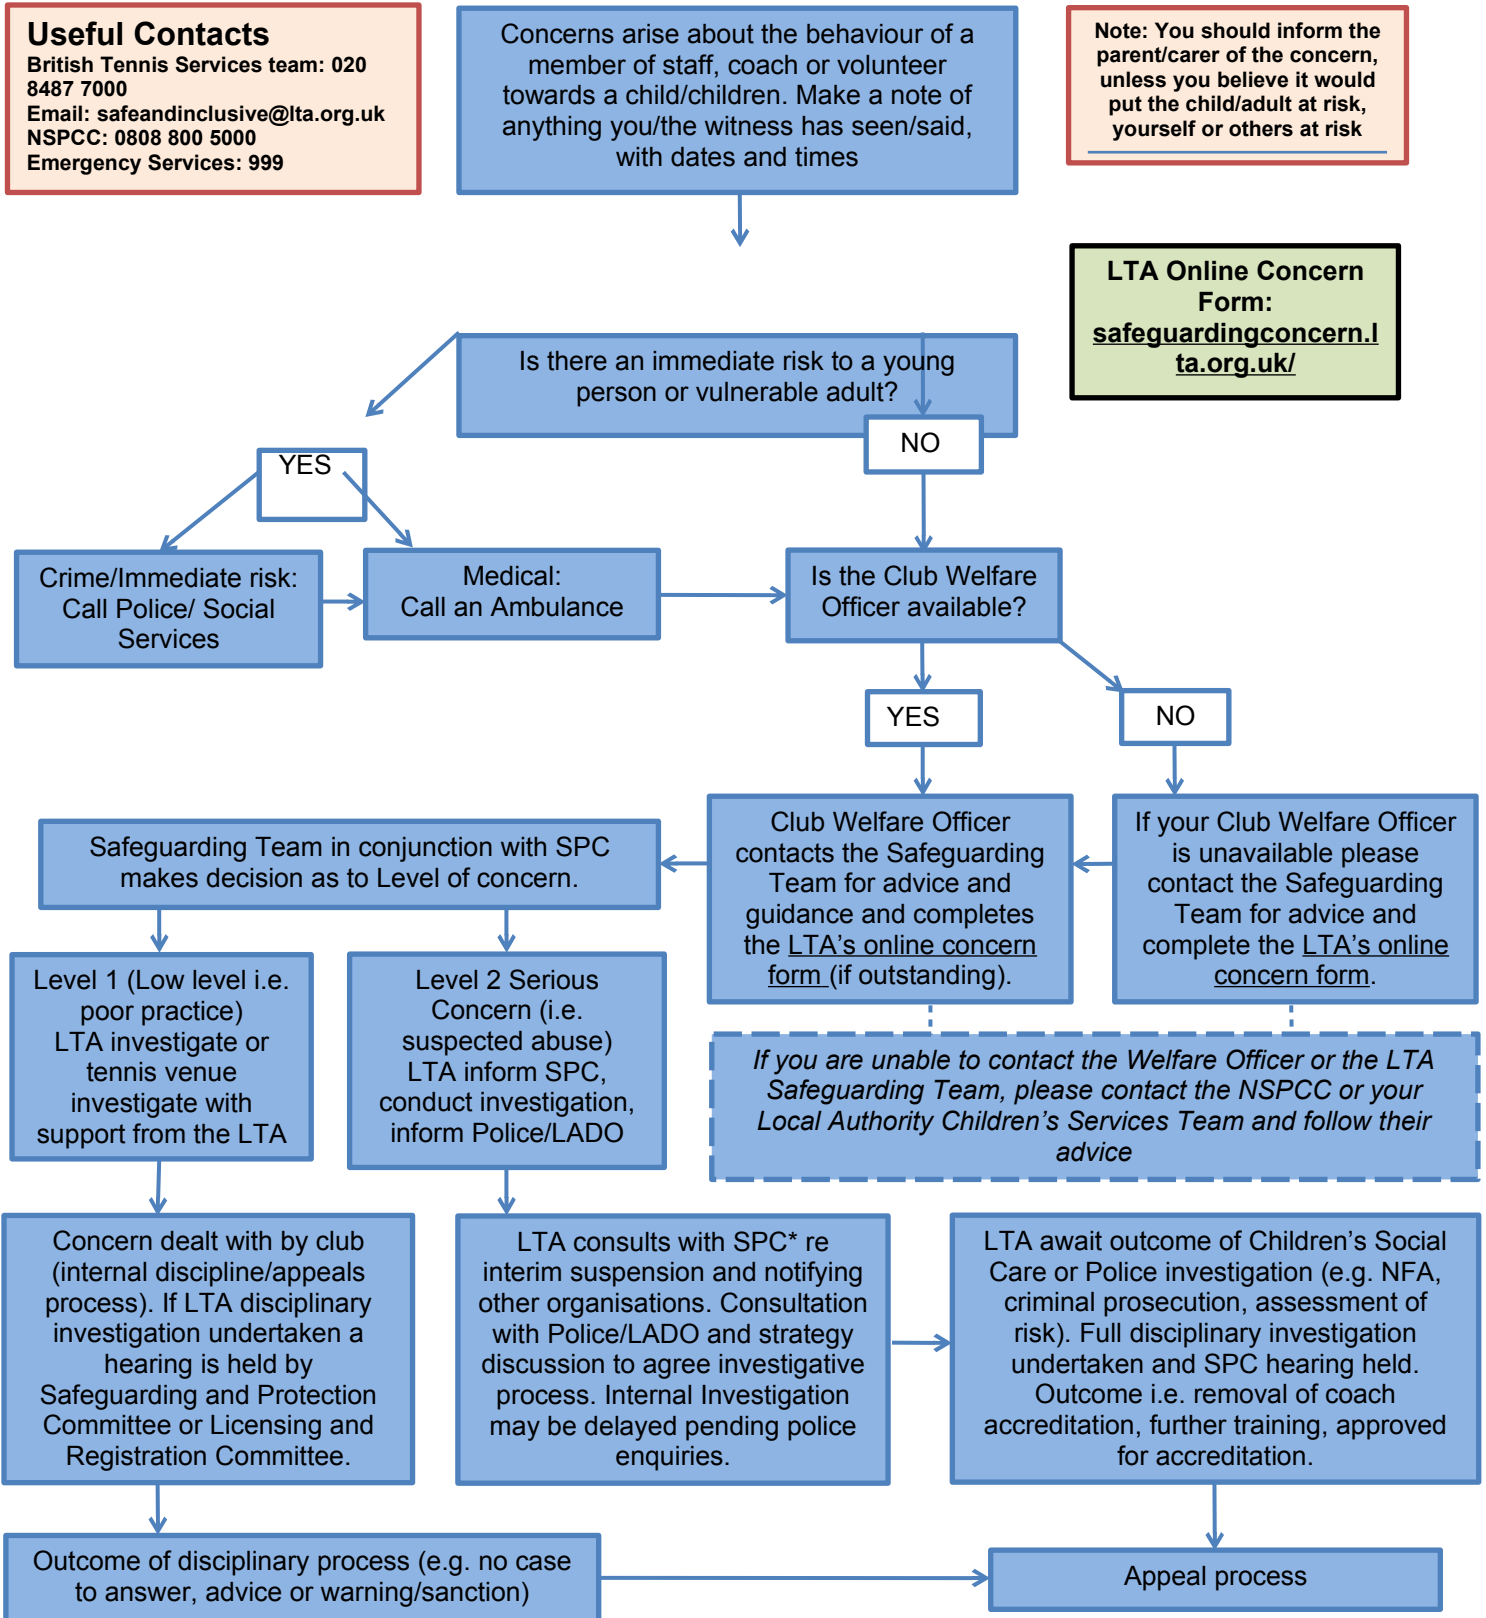 Useful Contacts
British Tennis Services team: 020
8487 7000
Email: safeandinclusive@lta.org.uk
NSPCC: 0808 800 5000
Emergency Services: 999
Concerns arise about the behaviour of a
member of staff, coach or volunteer
towards a child/children. Make a note of
anything you/the witness has seen/said,
with dates and times
Note: You should inform the
parent/carer of the concern,
unless you believe it would
put the child/adult at risk,
yourself or others at risk
LTA Online Concern
Form:
safeguardingconcern.l
ta.org.uk/
Is there an immediate risk to a young
person or vulnerable adult?
YES
NO
Crime/Immediate risk:
Call Police/ Social
Services
Medical:
Call an Ambulance
Is the Club Welfare
Officer available?
YES
NO
Safeguarding Team in conjunction with SPC
makes decision as to Level of concern.
Club Welfare Officer
contacts the Safeguarding
Team for advice and
guidance and completes
the LTA's online concern
form (if outstanding).
If your Club Welfare Officer
is unavailable please
contact the Safeguarding
Team for advice and
complete the LTA's online
concern form.
Level 1 (Low level i.e.
poor practice)
LTA investigate or
tennis venue
investigate with
support from the LTA
Level 2 Serious
Concern (i.e.
suspected abuse)
LTA inform SPC,
conduct investigation,
inform Police/LADO
If you are unable to contact the Welfare Officer or the LTA
Safeguarding Team, please contact the NSPCC or your
Local Authority Children's Services Team and follow their
advice
Concern dealt with by club
(internal discipline/appeals
process). If LTA disciplinary
investigation undertaken a
hearing is held by
Safeguarding and Protection
Committee or Licensing and
Registration Committee.
LTA consults with SPC* re
interim suspension and notifying
other organisations. Consultation
with Police/LADO and strategy
discussion to agree investigative
process. Internal Investigation
may be delayed pending police
enquiries.
LTA await outcome of Children's Social
Care or Police investigation (e.g. NFA,
criminal prosecution, assessment of
risk). Full disciplinary investigation
undertaken and SPC hearing held.
Outcome i.e. removal of coach
accreditation, further training, approved
for accreditation.
Outcome of disciplinary process (e.g. no case
to answer, advice or warning/sanction)
Appeal process